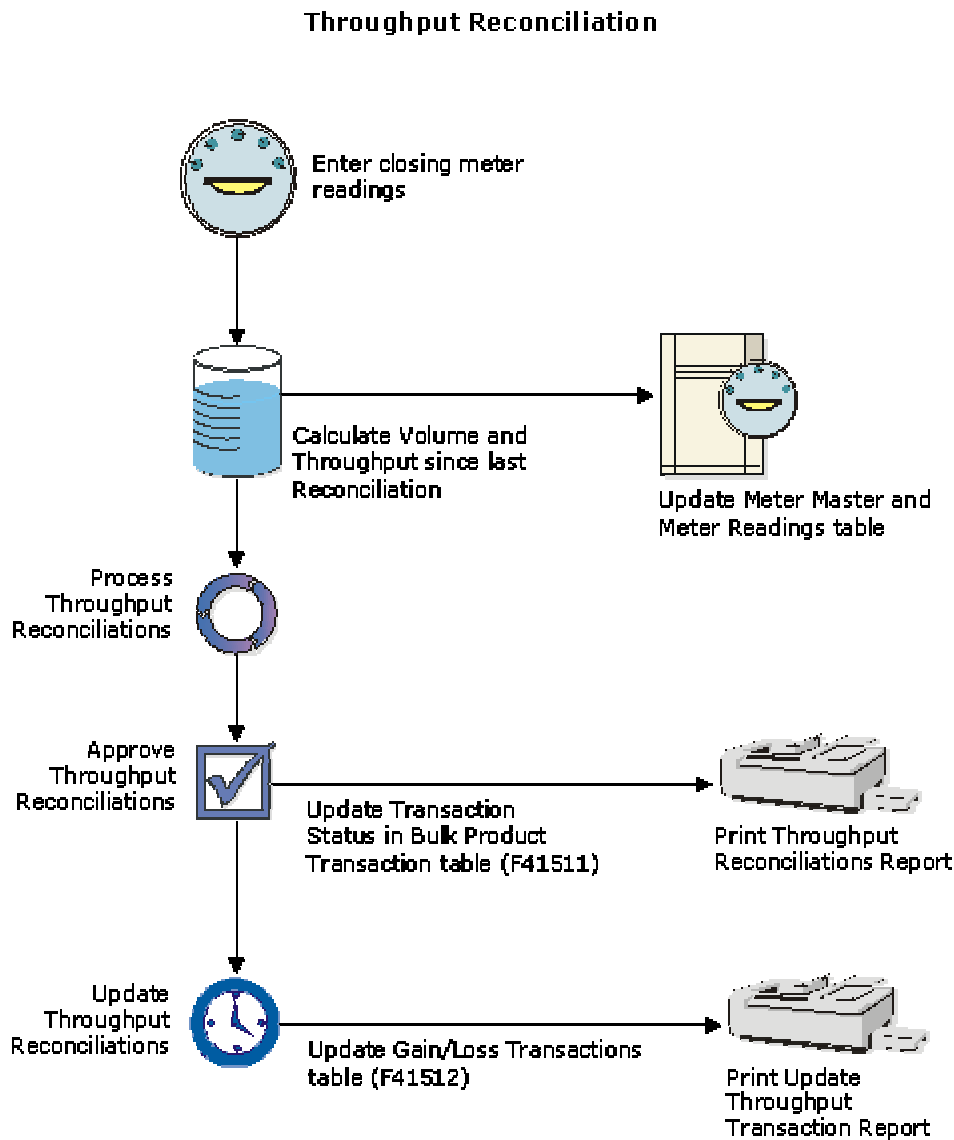 Throughput Reconciliation
Enter closing meter
readings
Calculate Volume and
Throughput since last
Reconciliation
Update Meter Master and
Meter Readings table
Process
Throughput
Reconciliations
Approve
Throughput
Reconciliations
Update Transaction
Status in Bulk Product
Transaction table (F41511)
Print Throughput
Reconciliations Report
Update
Throughput
Reconciliations
Update Gain/Loss Transactions
table (F41512)
Print Update
Throughput
Transaction Report